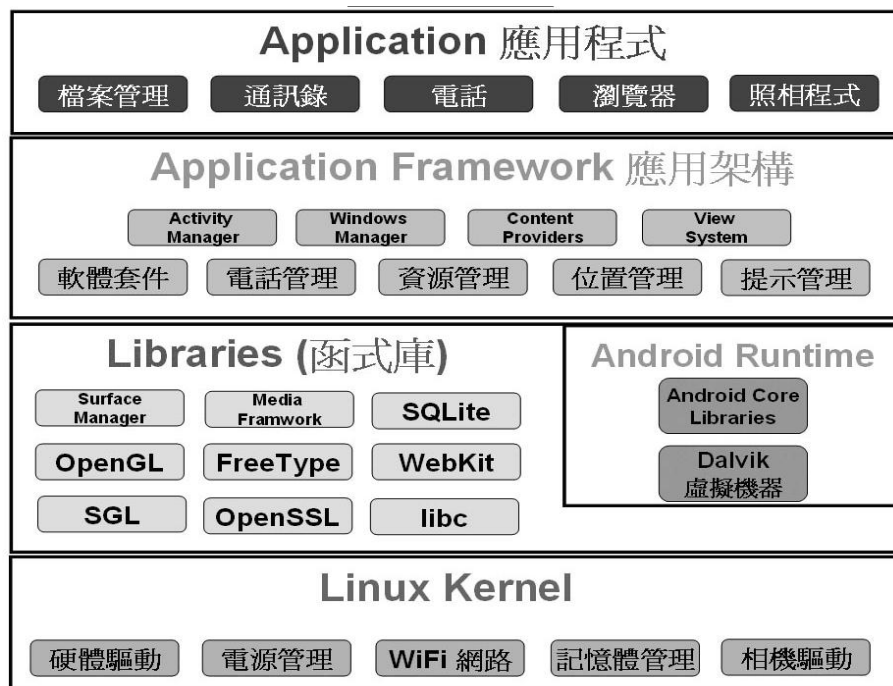 Application 應用程式
檔案管理 通訊錄 電話 瀏覽器 照相程式
Application Framework 應用架構
Activity
Manager
Windows
Manager
Content
Providers
View
System
軟體套件 電話管理 資源管理 位置管理 提示管理
Libraries (函式庫)
Surface
Manager
Media
Framwork
SQLite
OpenGL FreeType WebKit
SGL OpenSSL libc
Android Runtime
Android Core
Libraries
Dalvik
虛擬機器
Linux Kernel
硬體驅動 電源管理 WiFi 網路 記憶體管理 相機驅動